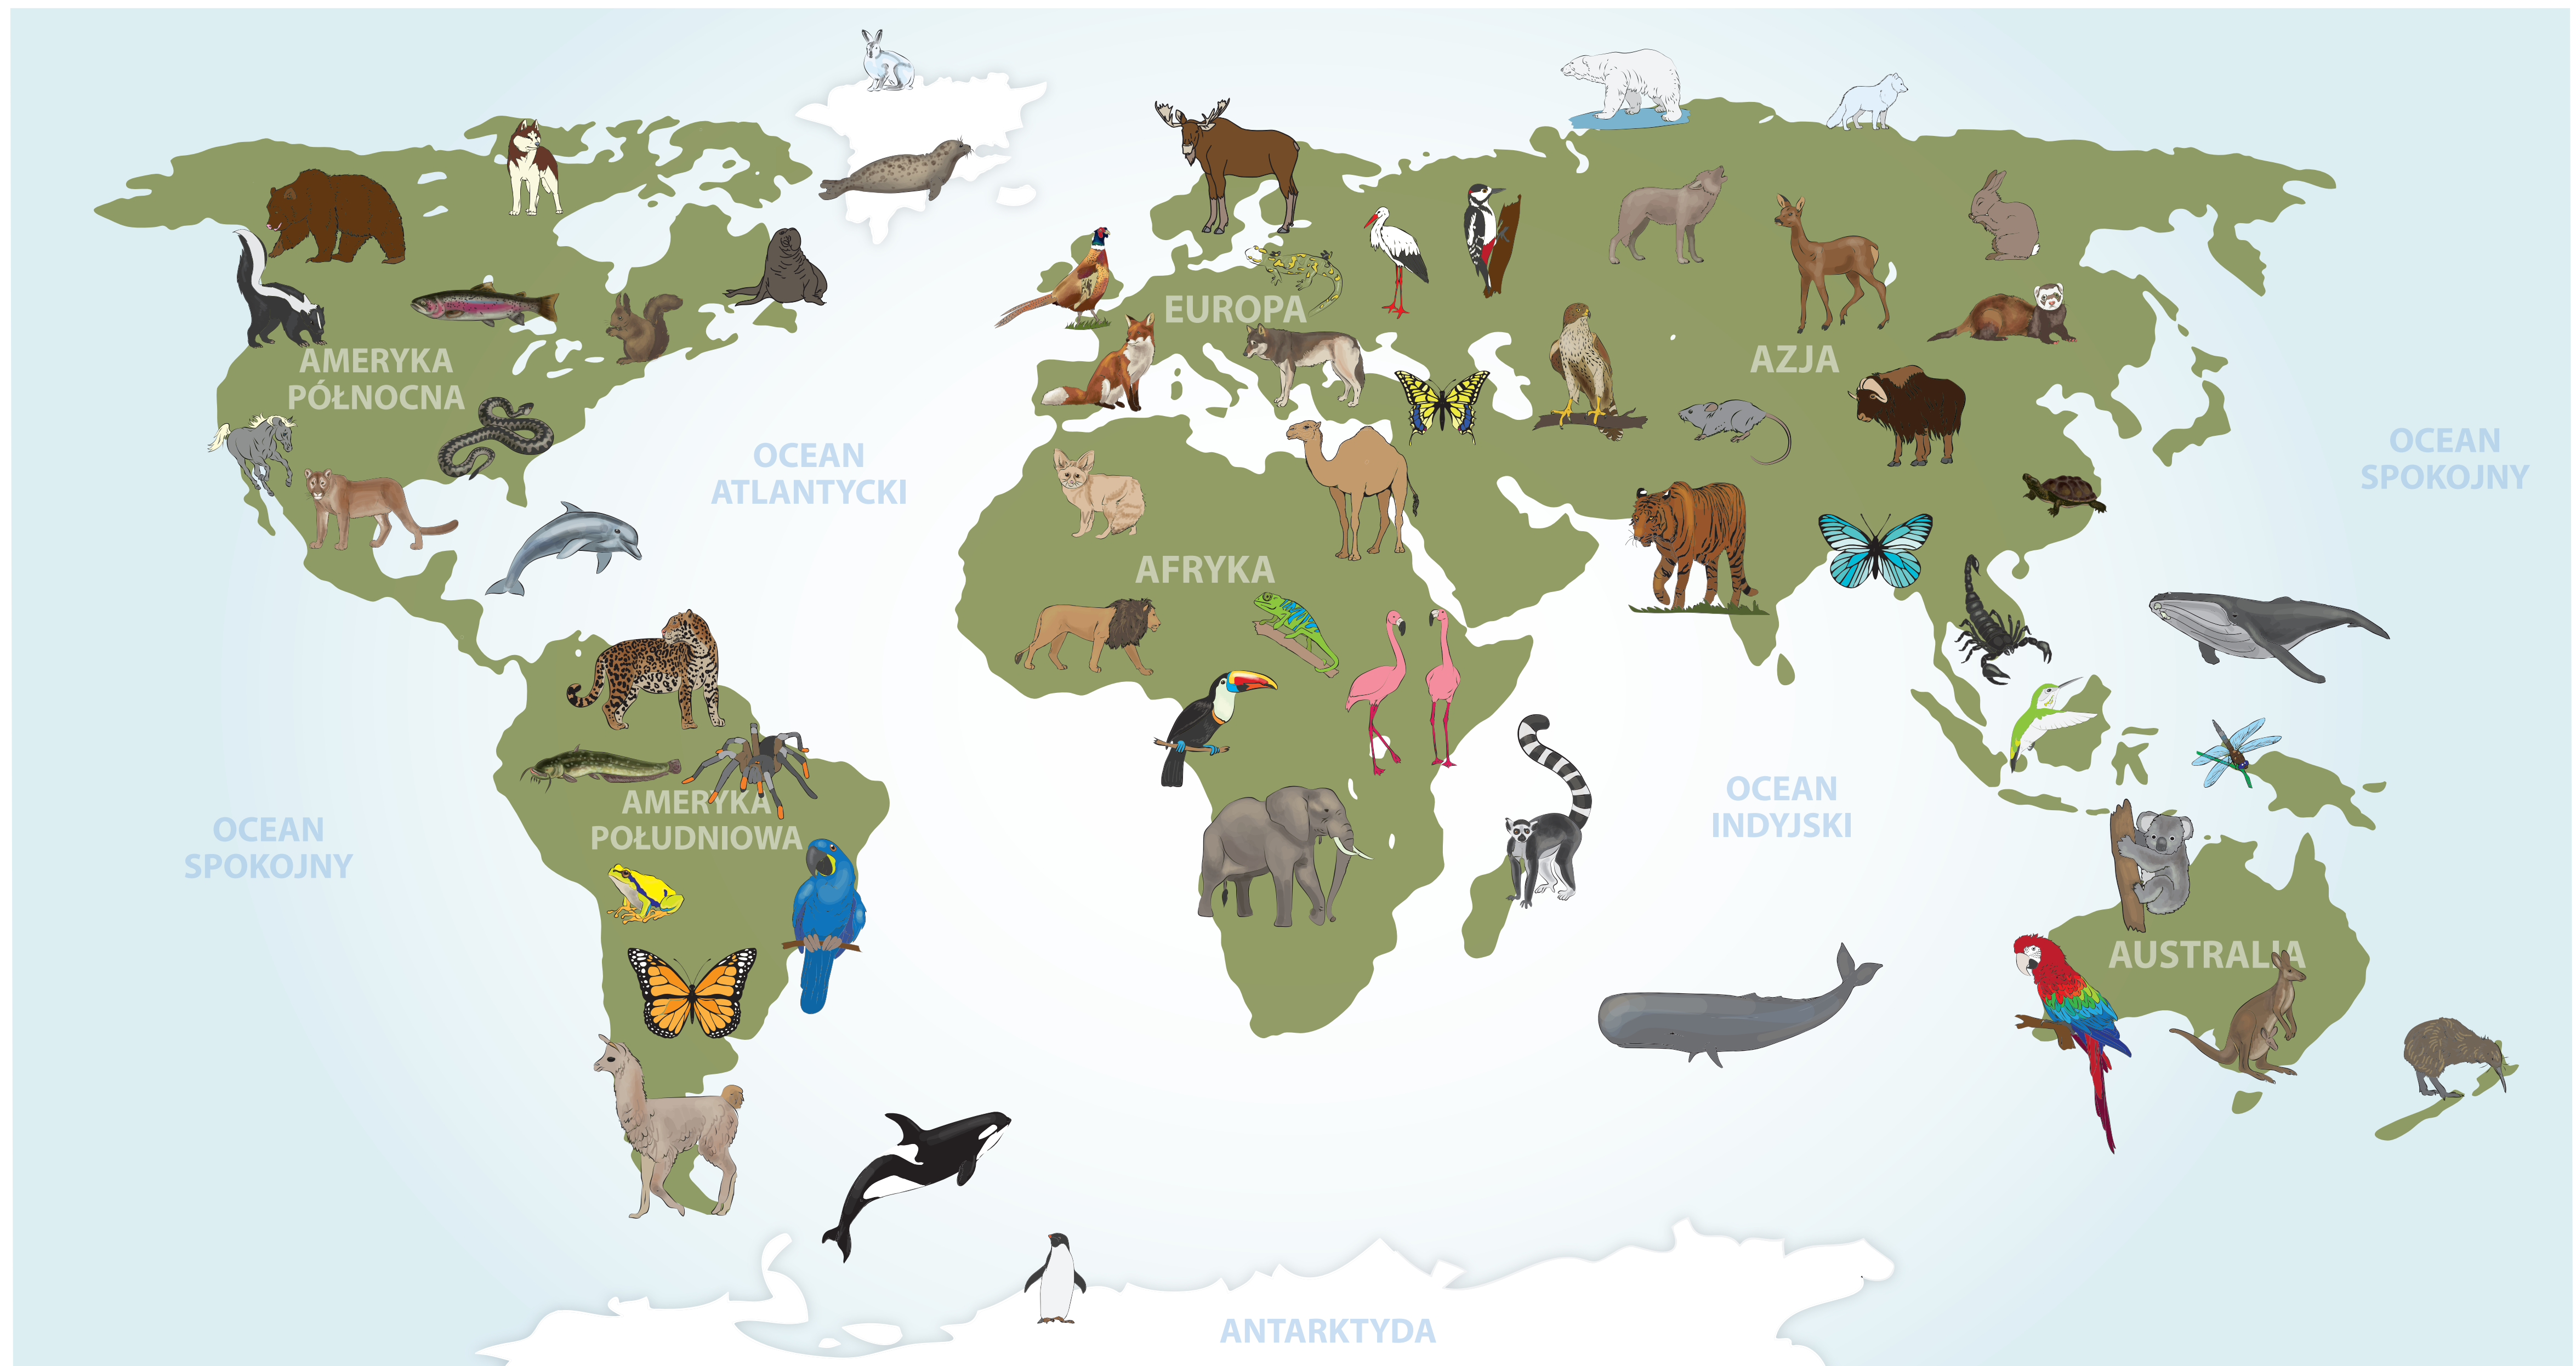 EUROPA
AZJA
AMERYKA
PÓŁNOCNA
OCEAN
ATLANTYCKI
OCEAN
SPOKOJNY
AFRYKA
AMERYKA
POŁUDNIOWA
OCEAN
SPOKOJNY
OCEAN
INDYJSKI
AUSTRALIA
ANTARKTYDA